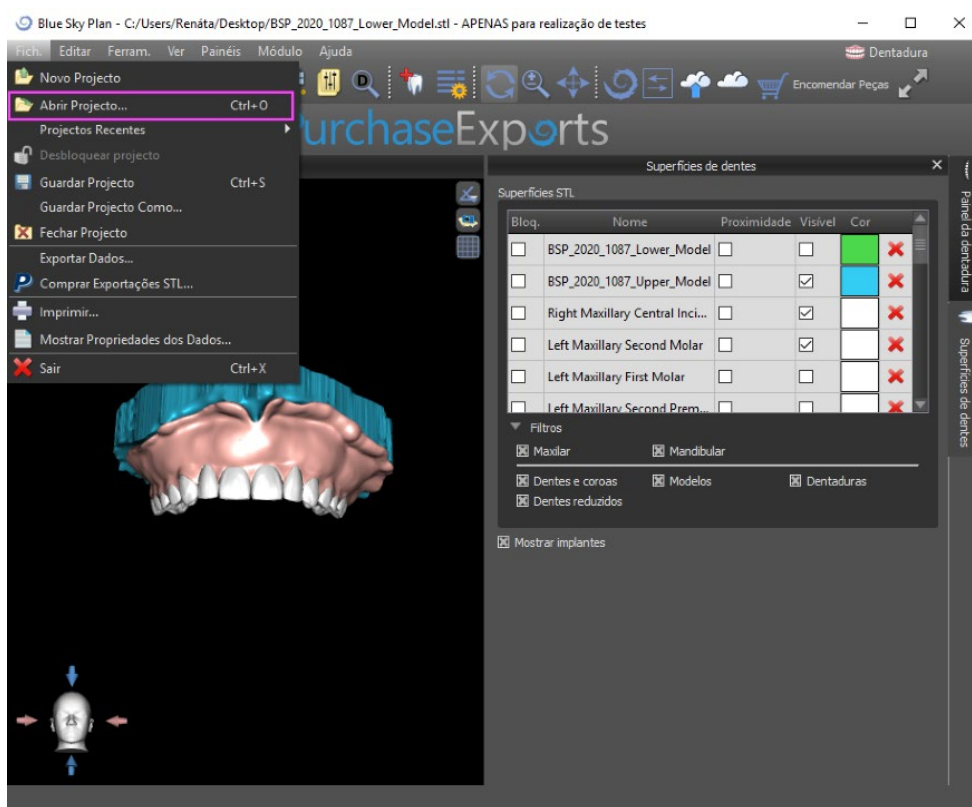 Blue Sky Plan - C:/Users/Renáta/Desktop/BSP_2020_1087_Lower_Model.stl - APENAS para realização de testes
Fich. Editar Ferram. Ver Painéis Módulo Ajuda
Dentadura
Novo Projecto
Abrir Projecto... Ctrl+O
Projectos Recentes
Desbloquear projecto
Guardar Projecto Ctrl+S
Guardar Projecto Como...
Fechar Projecto
Exportar Dados...
Comprar Exportações STL...
Imprimir...
Mostrar Propriedades dos Dados...
Sair Ctrl+X
Encomendar Peças
urchaseExports
Superfícies de dentes
Superfícies STL
Bloq. Nome Proximidade Visível Cor
BSP_2020_1087_Lower_Model
BSP_2020_1087_Upper_Model
Right Maxillary Central Inci...
Left Maxillary Second Molar
Left Maxillary First Molar
Left Maxillary Second Prem...
Filtros
Maxilar Mandibular
Dentes e coroas Modelos Dentaduras
Dentes reduzidos
Mostrar implantes
Painel da dentadura
Superfícies de dentes